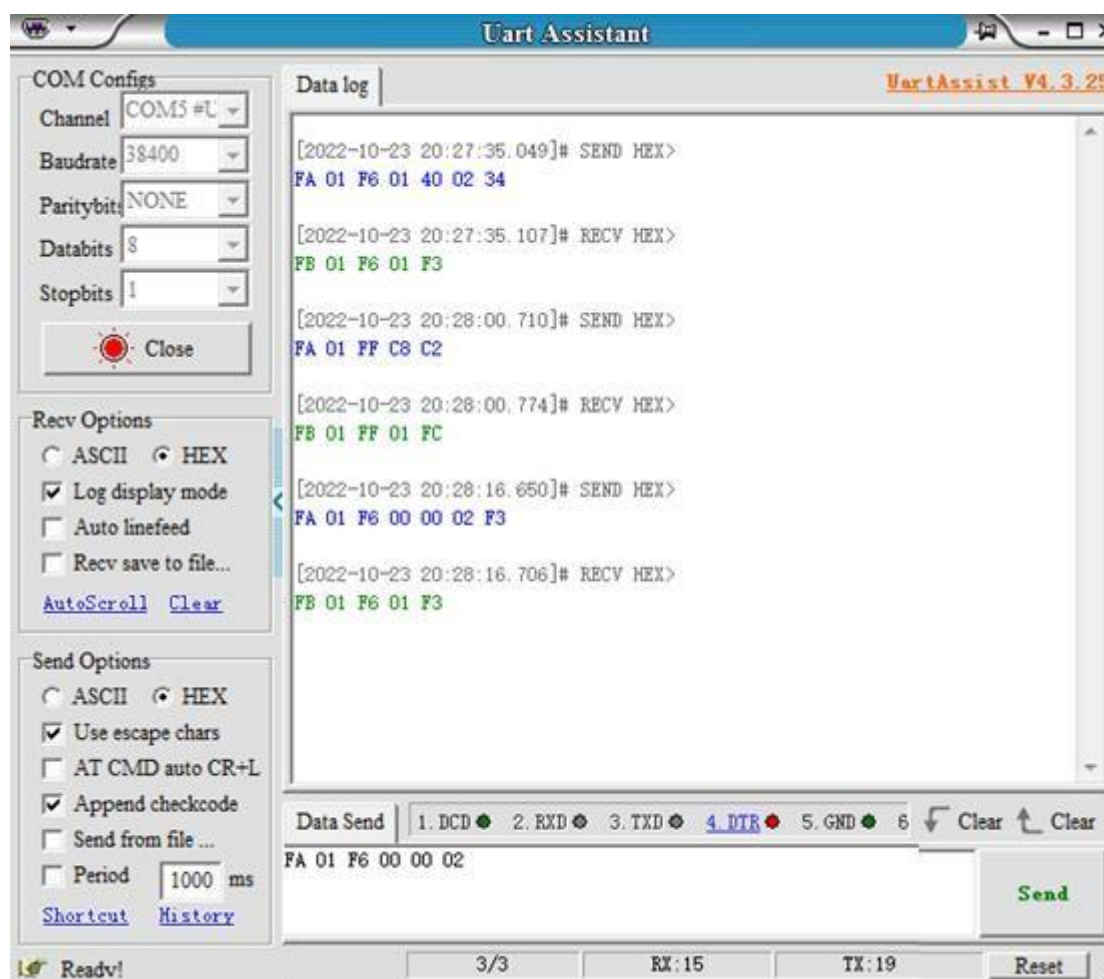 Uart Assistant
COM Configs
Channel COM5 #U
Baudrate 38400
Paritybits NONE
Databits 8
Stopbits 1
Close
Recv Options
ASCII HEX
Log display mode
Auto linefeed
Recv save to file...
AutoScroll Clear
Send Options
ASCII HEX
Use escape chars
AT CMD auto CR+L
Append checkcode
Send from file ...
Period 1000 ms
Shortcut History
Data log UartAssist V4.3.25
[2022-10-23 20:27:35.049]# SEND HEX>
FA 01 F6 01 40 02 34
[2022-10-23 20:27:35.107]# RECV HEX>
FB 01 F6 01 F3
[2022-10-23 20:28:00.710]# SEND HEX>
FA 01 FF C8 C2
[2022-10-23 20:28:00.774]# RECV HEX>
FB 01 FF 01 FC
[2022-10-23 20:28:16.650]# SEND HEX>
FA 01 F6 00 00 02 F3
[2022-10-23 20:28:16.706]# RECV HEX>
FB 01 F6 01 F3
Data Send 1. DCD 2. RXD 3. TXD 4. DTR 5. GND 6 Clear Clear
FA 01 F6 00 00 02
Send
Ready! 3/3 RX:15 TX:19 Reset